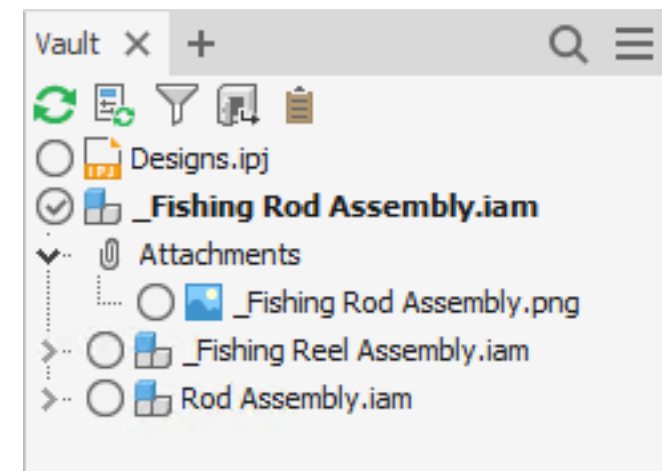 Vault
IPJ Designs.ipj
_Fishing Rod Assembly.iam
Attachments
_Fishing Rod Assembly.png
_Fishing Reel Assembly.iam
Rod Assembly.iam